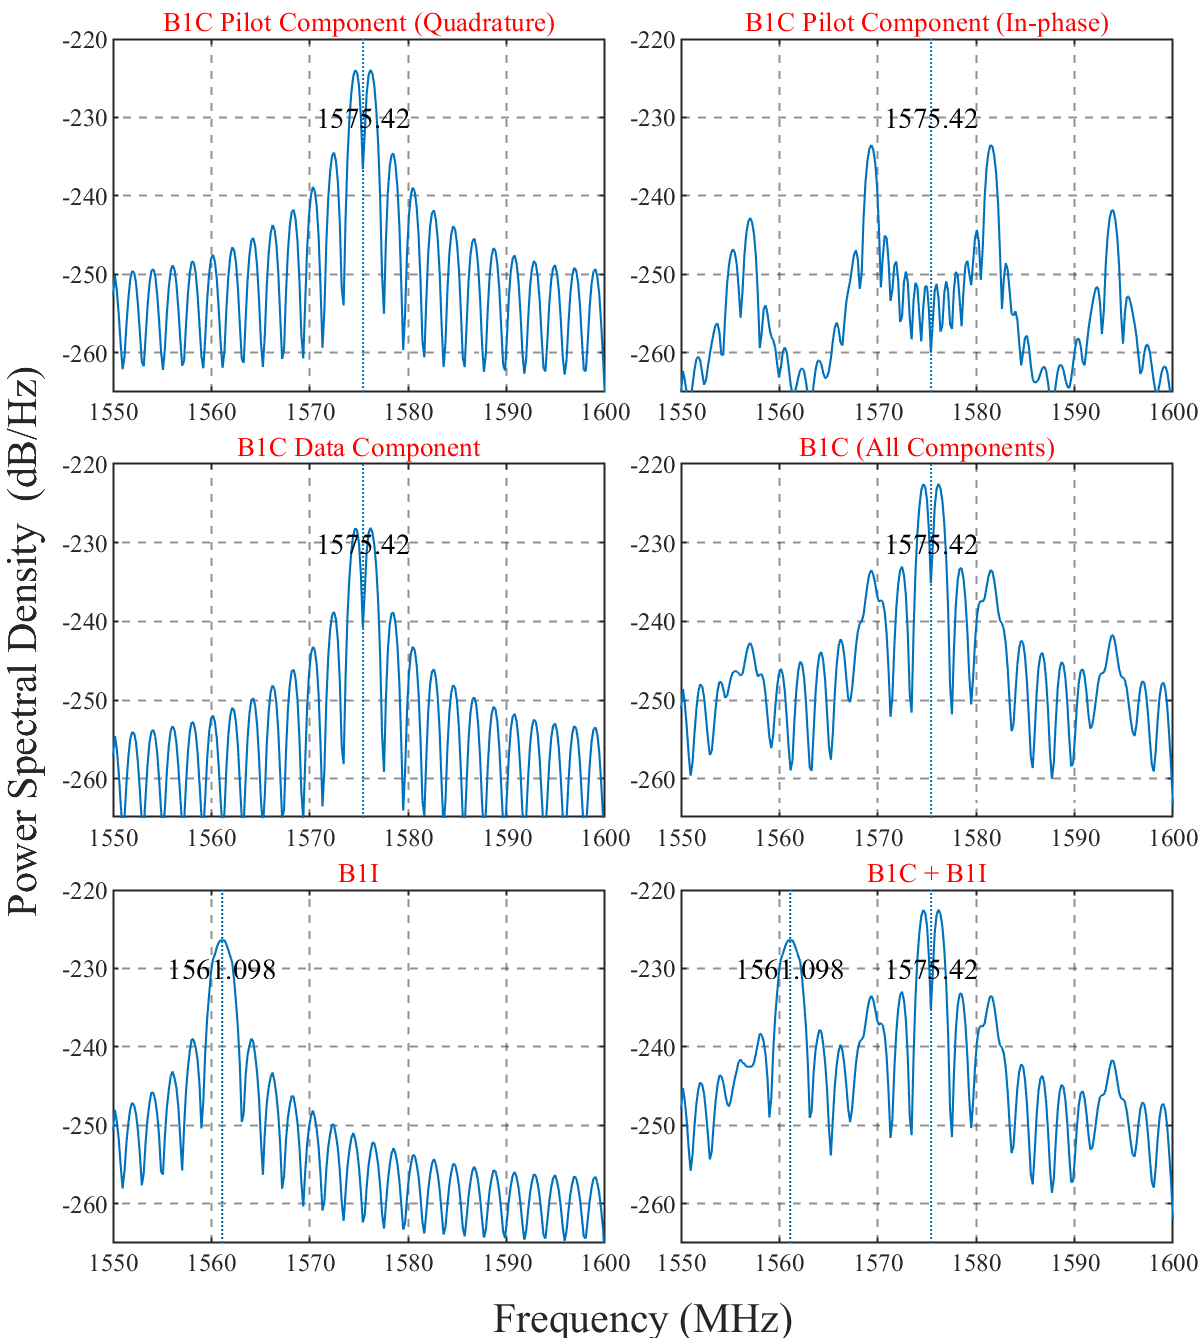 B1C Pilot Component (Quadrature)
B1C Pilot Component (In-phase)
-220
-230
-240
-250
-260
1575.42
1550 1560 1570 1580 1590 1600
-220
-230
-240
-250
-260
1575.42
1550 1560 1570 1580 1590 1600
B1C Data Component
B1C (All Components)
-220
-230
-240
-250
-260
1575.42
1550 1560 1570 1580 1590 1600
-220
-230
-240
-250
-260
1575.42
1550 1560 1570 1580 1590 1600
B1I
B1C + B1I
-220
-230
-240
-250
-260
1561.098
1550 1560 1570 1580 1590 1600
-220
-230
-240
-250
-260
1561.098 1575.42
1550 1560 1570 1580 1590 1600
Power Spectral Density (dB/Hz)
Frequency (MHz)